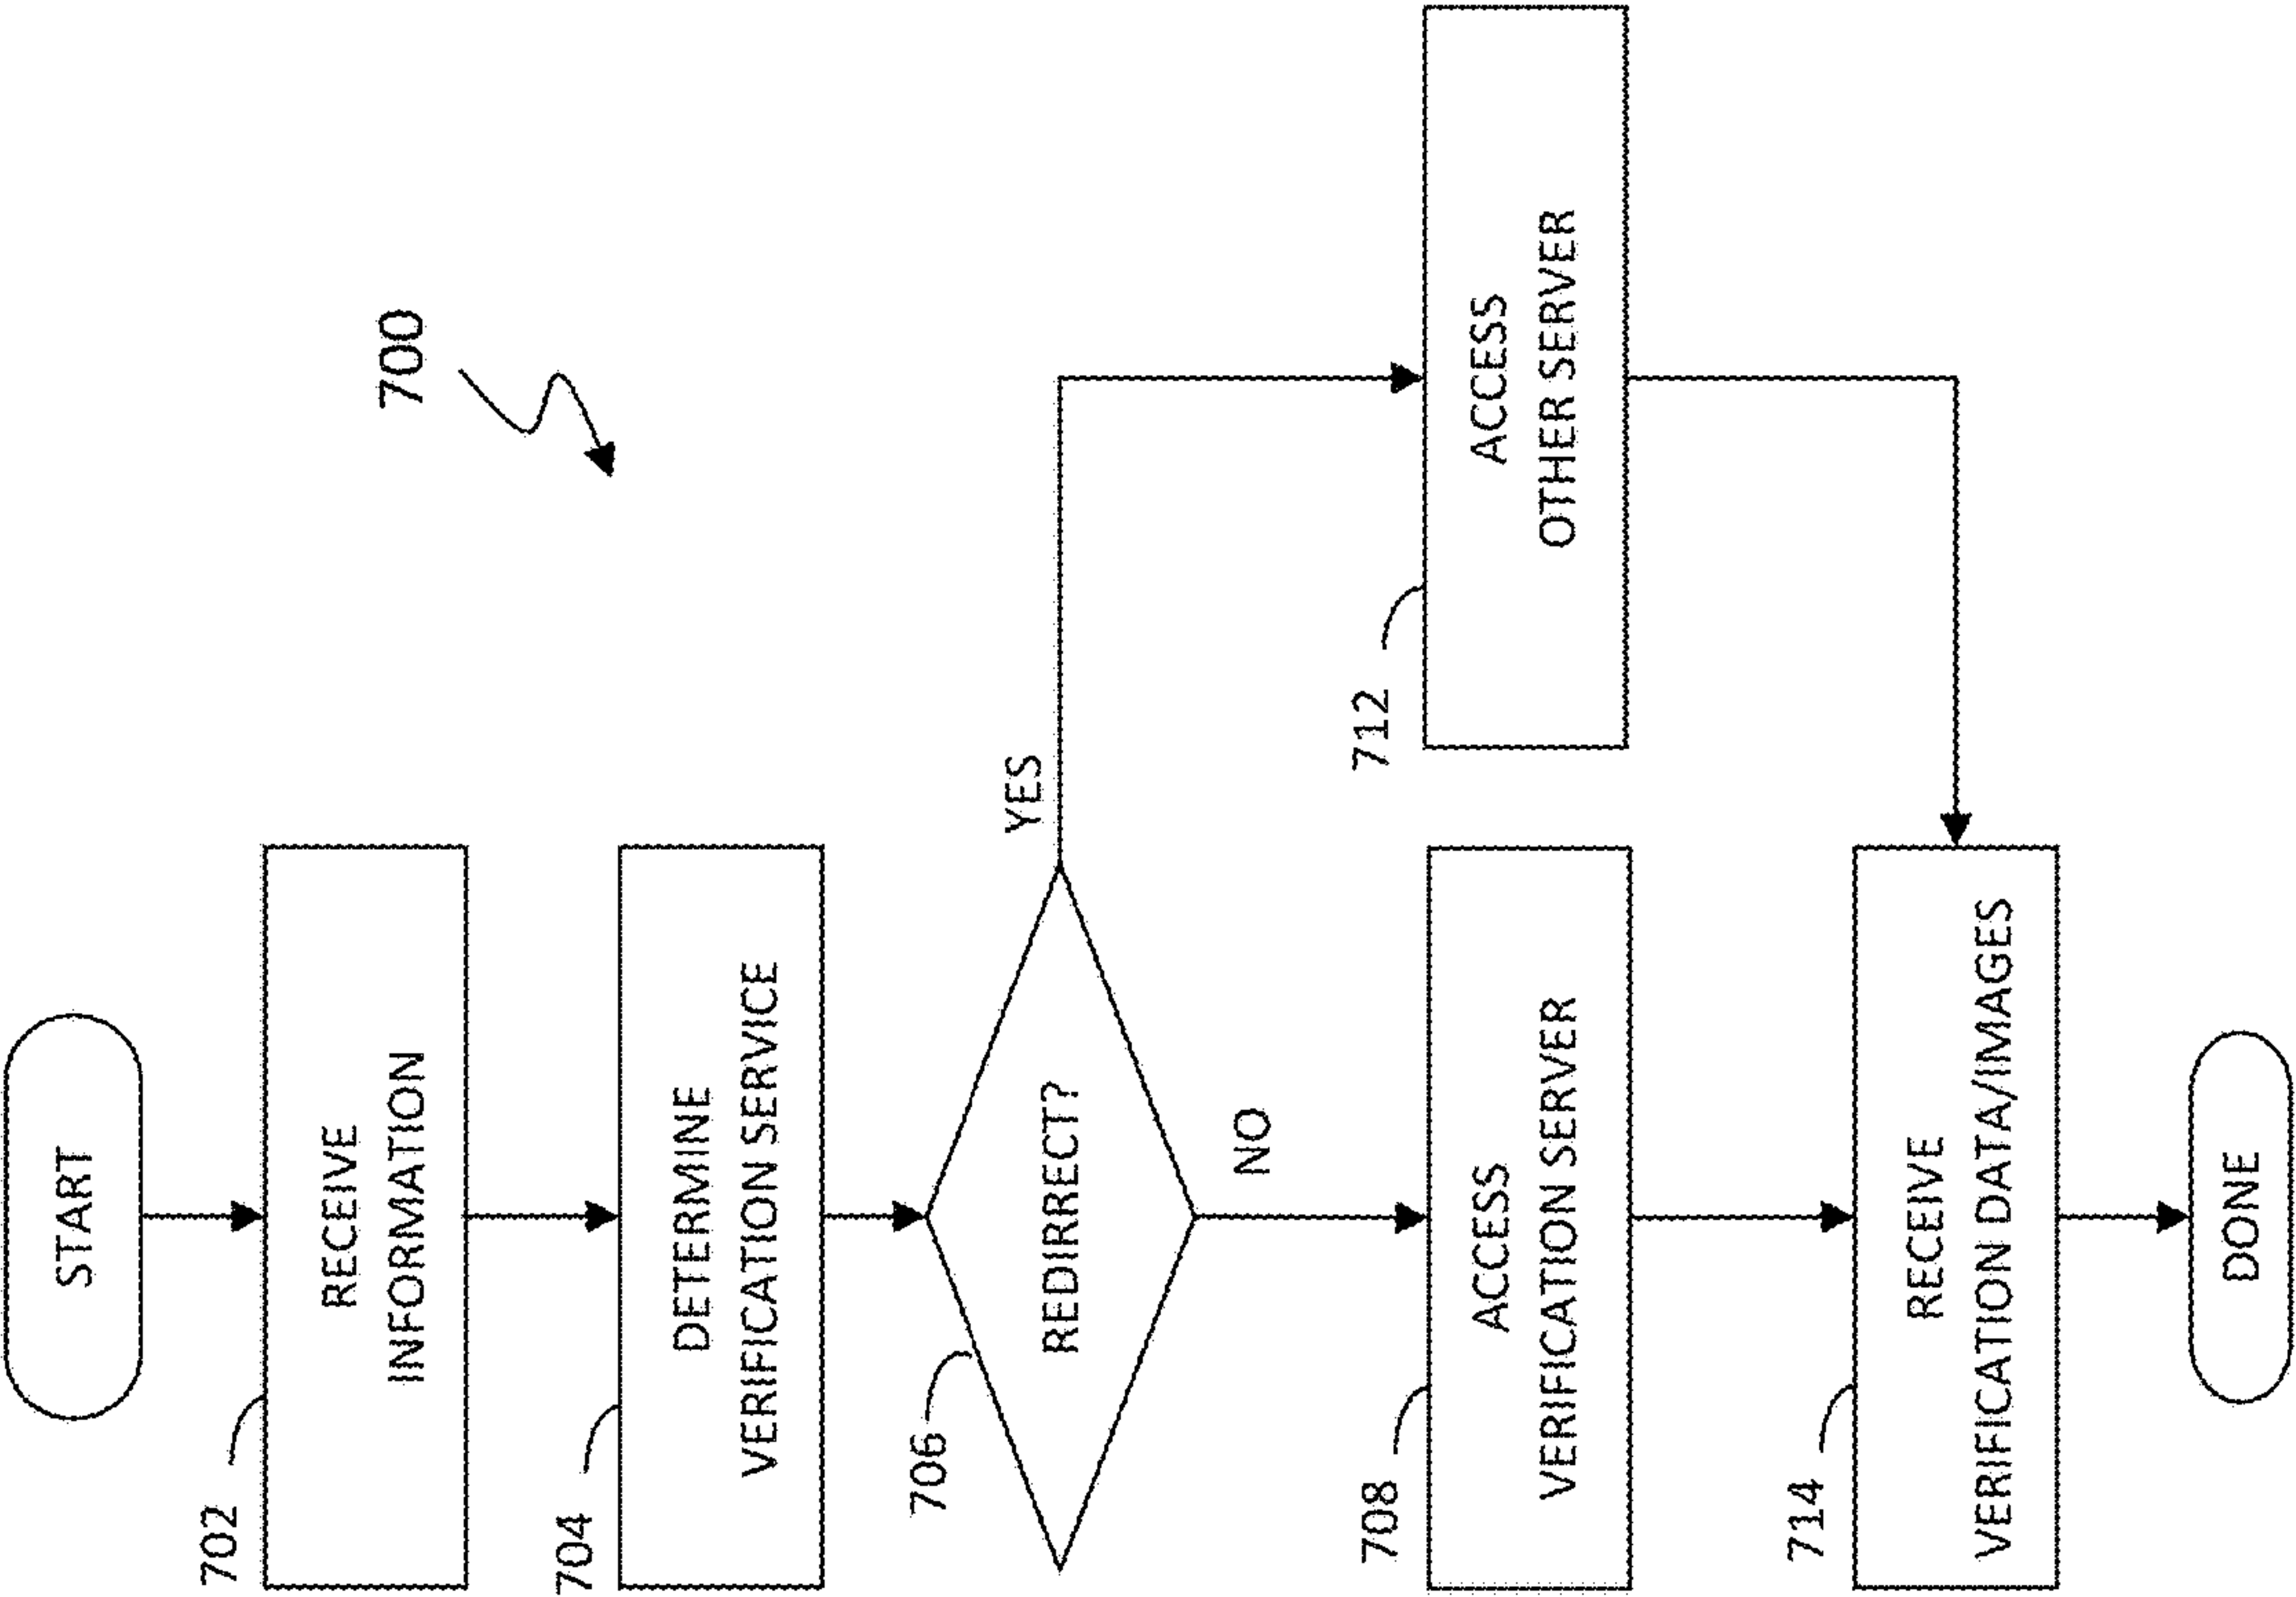 START
700
702
RECEIVE
INFORMATION
704
DETERMINE
VERIFICATION SERVICE
706
REDIRRECT?
YES
NO
708
ACCESS
VERIFICATION SERVER
712
ACCESS
OTHER SERVER
714
RECEIVE
VERIFICATION DATA/IMAGES
DONE